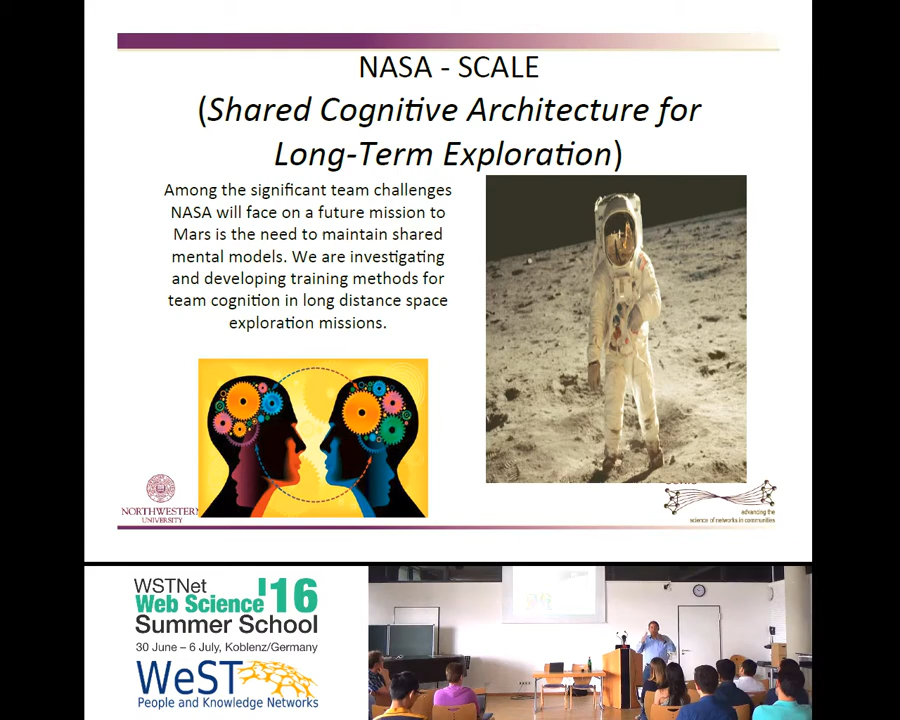 NASA - SCALE
(Shared Cognitive Architecture for
Long-Term Exploration)
Among the significant team challenges
NASA will face on a future mission to
Mars is the need to maintain shared
mental models. We are investigating
and developing training methods for
team cognition in long distance space
exploration missions.
NORTHWESTERN
UNIVERSITY
advancing the
science of networks in communities
WSTNet
Web Science '16
Summer School
30 June – 6 July, Koblenz/Germany
WeST
People and Knowledge Networks